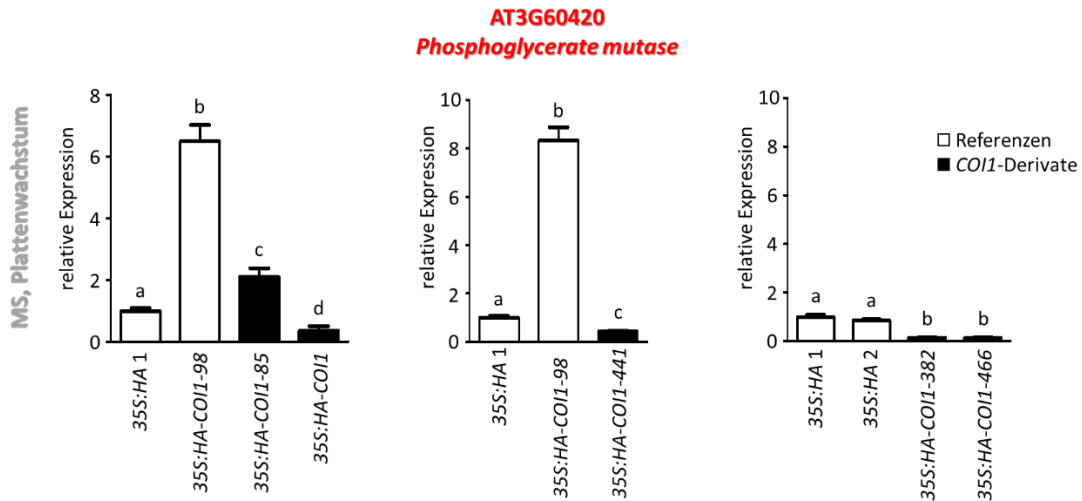 AT3G60420
Phosphoglycerate mutase
MS, Plattenwachstum
relative Expression
8
6
4
2
0
a
b
c
d
35S:HA 1
35S:HA-COI1-98
35S:HA-COI1-85
35S:HA-COI1
relative Expression
10
8
6
4
2
0
a
b
c
35S:HA 1
35S:HA-COI1-98
35S:HA-COI1-441
relative Expression
10
8
6
4
2
0
a
a
b
b
35S:HA 1
35S:HA 2
35S:HA-COI1-382
35S:HA-COI1-466
Referenzen
COI1-Derivate